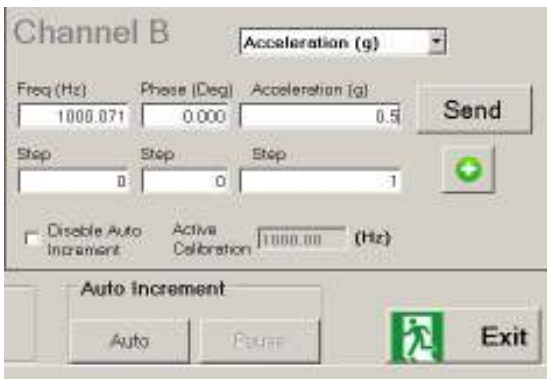 Channel B
Acceleration (g)
Freq (Hz) Phase (Deg) Acceleration (g)
1000.071 0.000 0.5 Send
Step Step Step
0 0 1
Disable Auto Increment Active Calibration 1000.00 (Hz)
Auto Increment
Auto Pause Exit